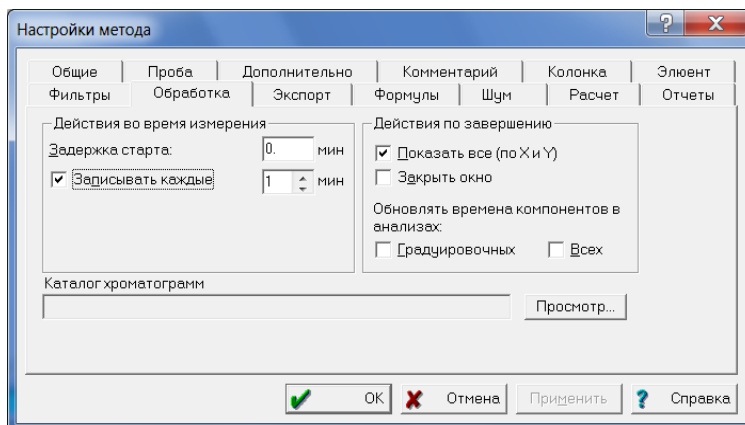 Настройки метода
Общие Проба Дополнительно Комментарий Колонка Элюент
Фильтры Обработка Экспорт Формулы Шум Расчет Отчеты
Действия во время измерения
Задержка старта: 0. мин
Записывать каждые 1 мин
Действия по завершению
Показать все (по X и Y)
Закрыть окно
Обновлять времена компонентов в
анализах:
Градуировочных Всех
Каталог хроматограмм
Просмотр...
OK Отмена Применить ? Справка